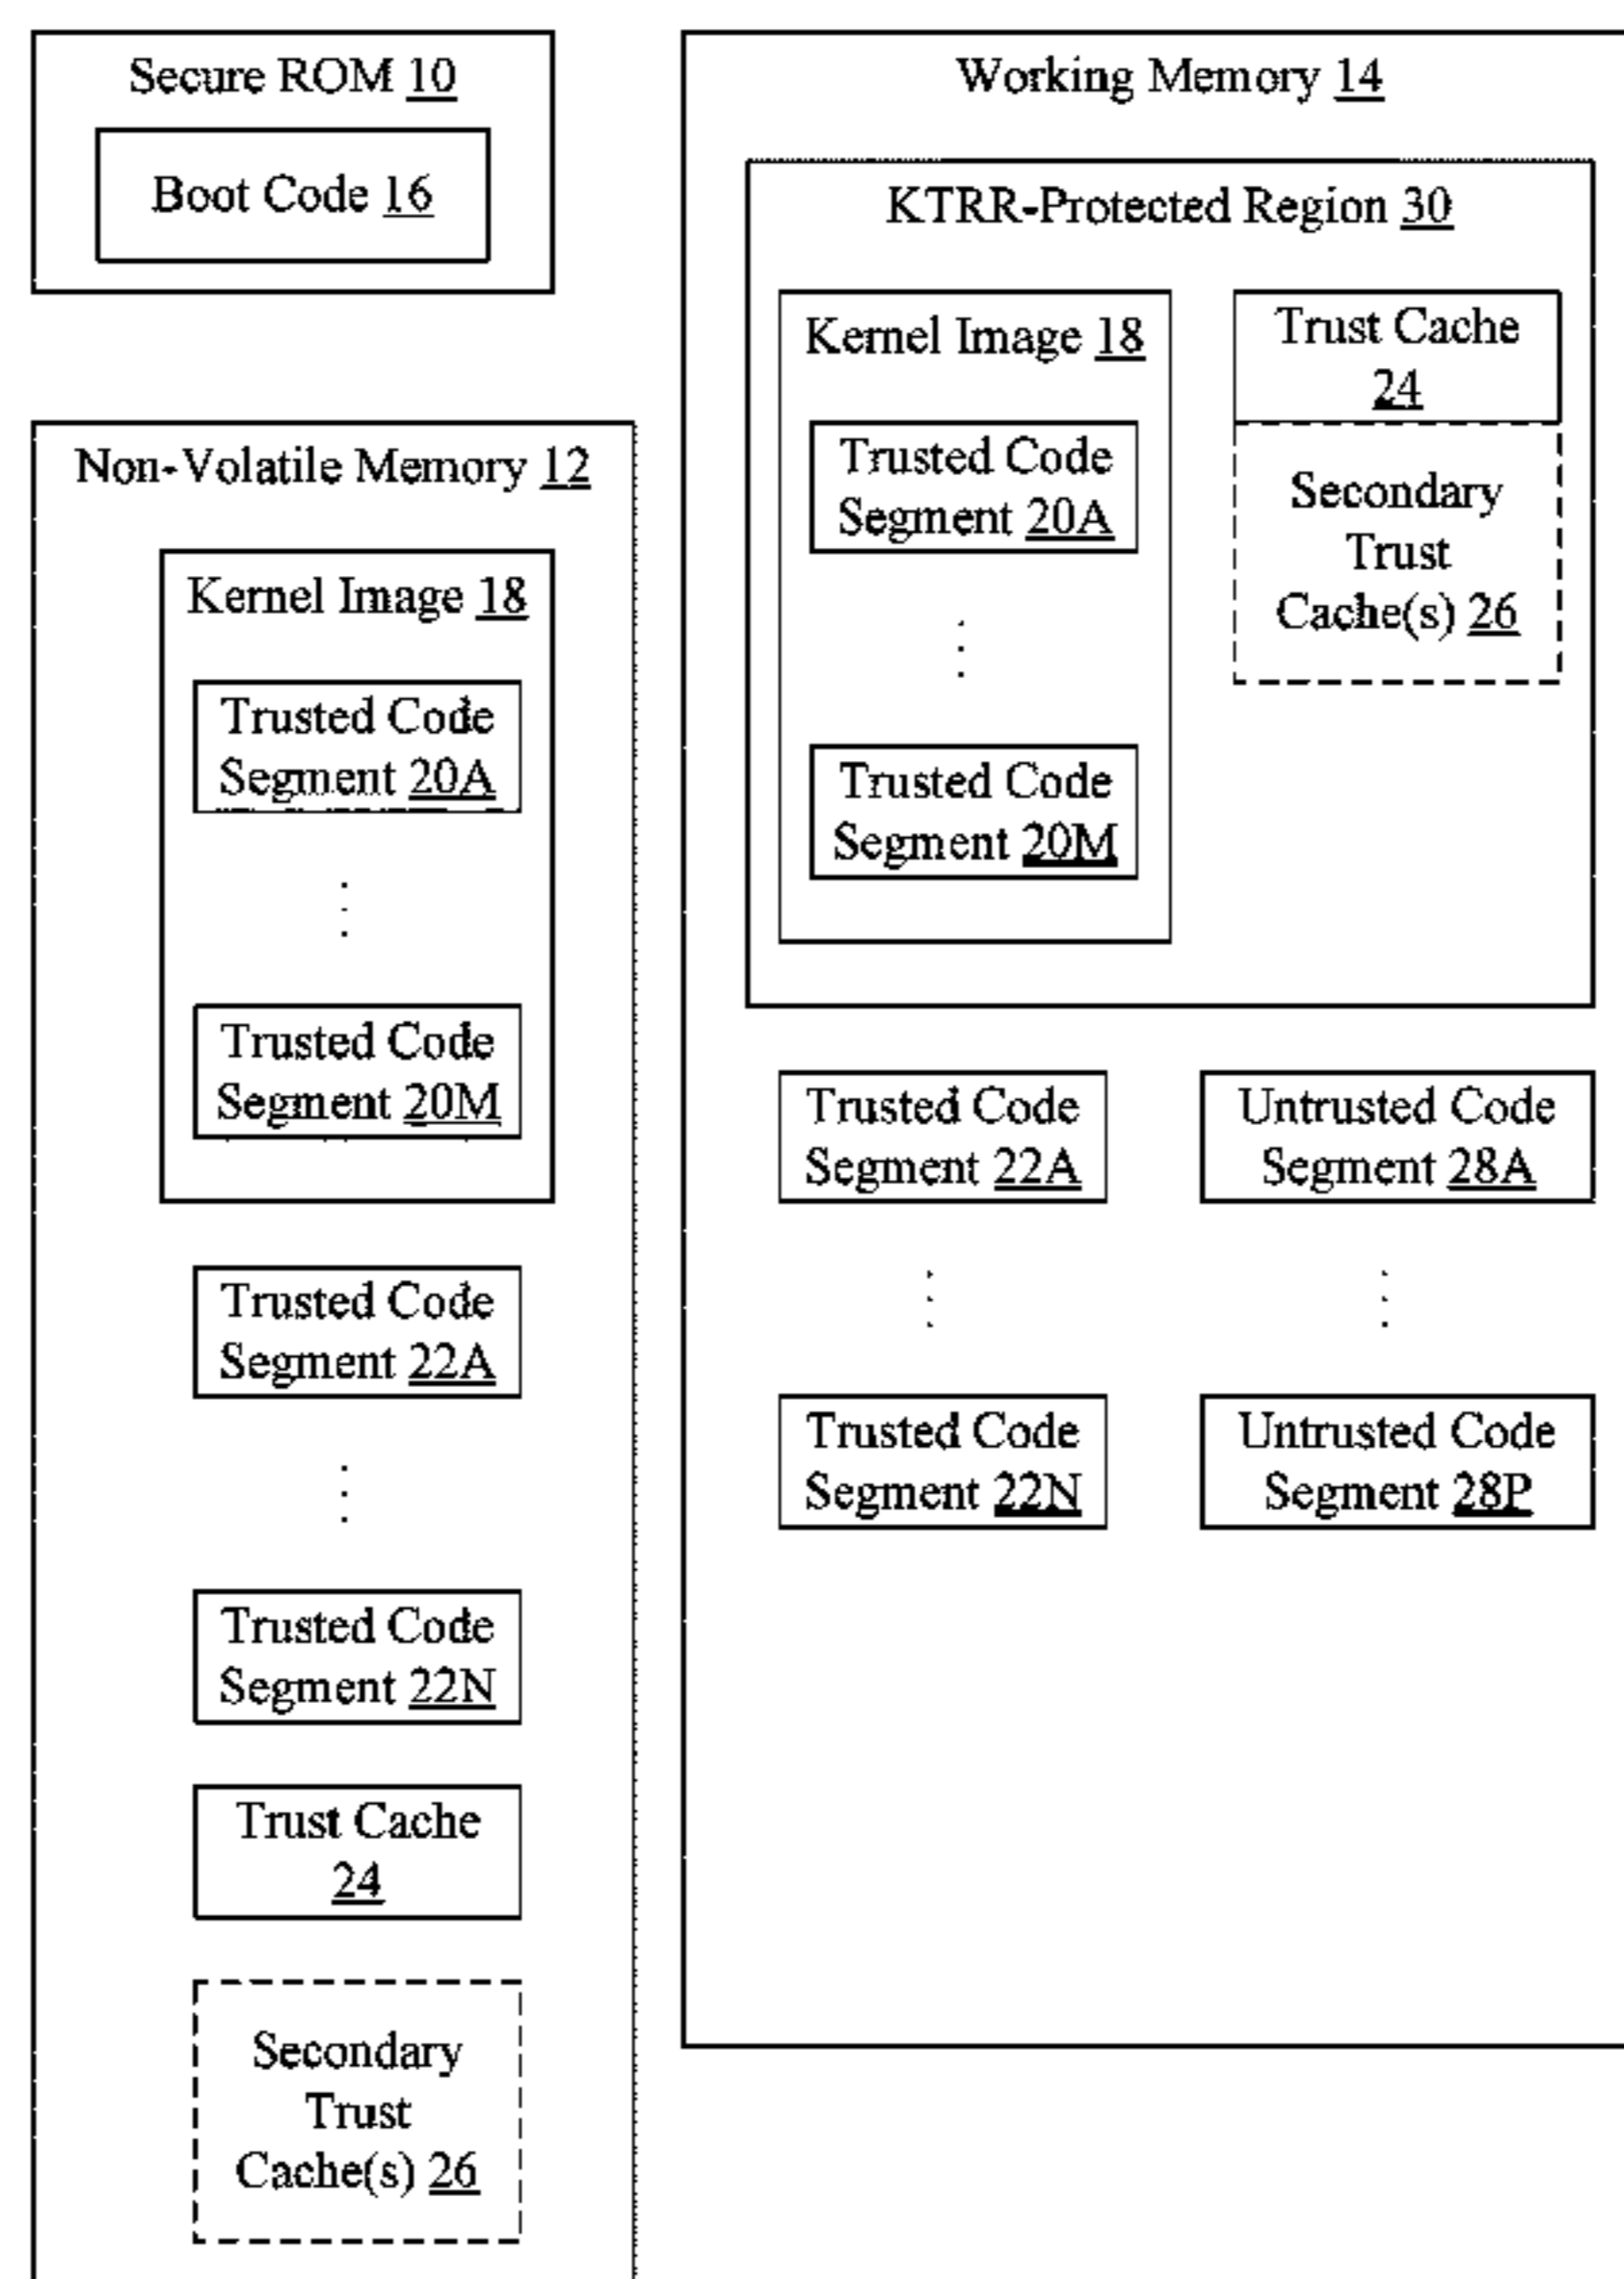 Secure ROM 10
Boot Code 16
Non-Volatile Memory 12
Kernel Image 18
Trusted Code
Segment 20A
Trusted Code
Segment 20M
Trusted Code
Segment 22A
Trusted Code
Segment 22N
Trust Cache
24
Secondary
Trust
Cache(s) 26
Working Memory 14
KTRR-Protected Region 30
Kernel Image 18
Trusted Code
Segment 20A
Trusted Code
Segment 20M
Trust Cache
24
Secondary
Trust
Cache(s) 26
Trusted Code
Segment 22A
Trusted Code
Segment 22N
Untrusted Code
Segment 28A
Untrusted Code
Segment 28P